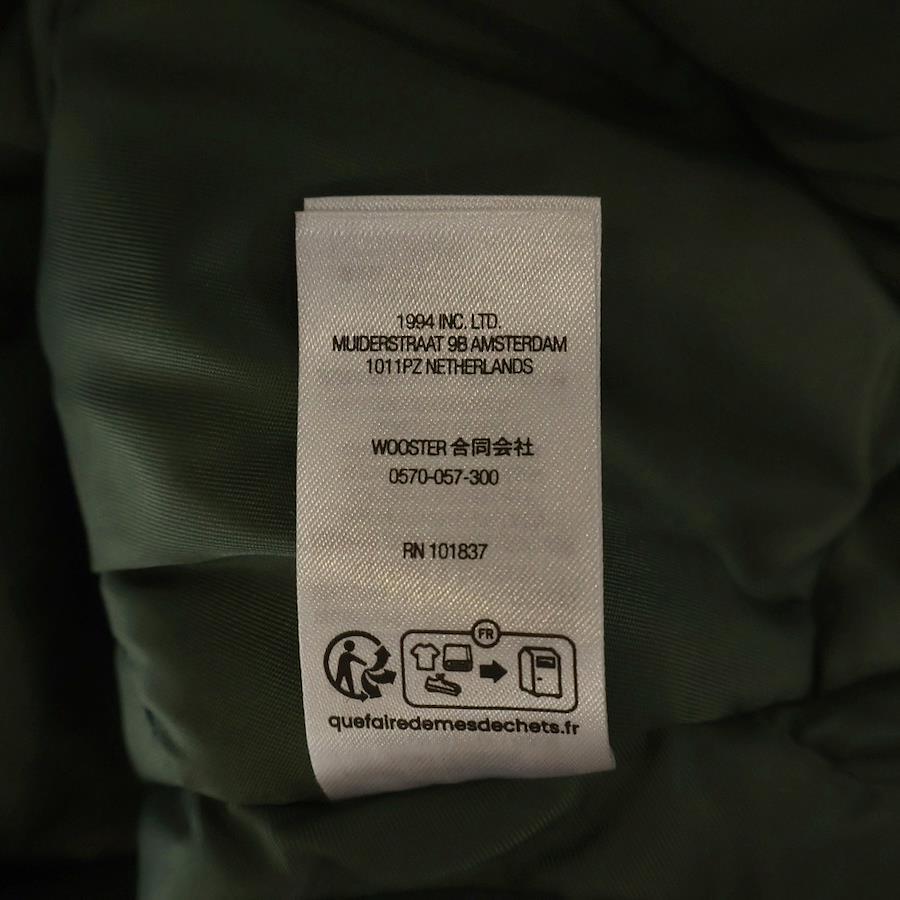 1994 INC. LTD.
MUIDERSTRAAT 9B AMSTERDAM
1011PZ NETHERLANDS
WOOSTER 合同会社
0570-057-300
RN 101837
FR
quefairedemesdechets.fr